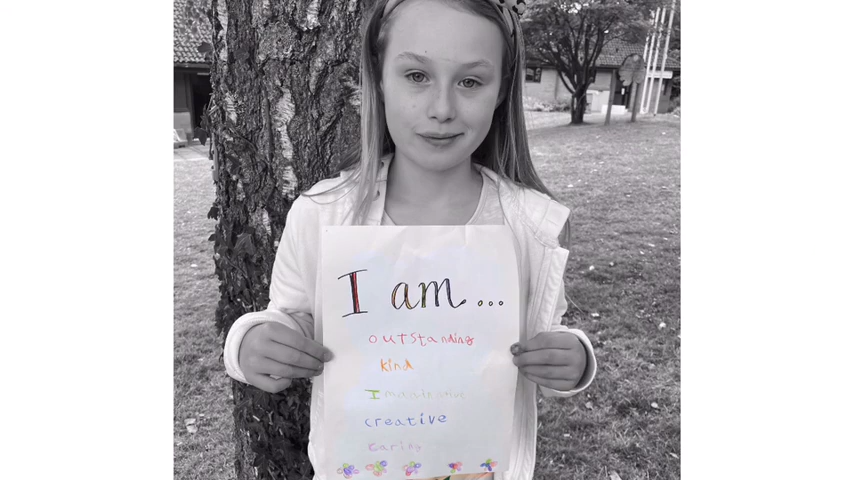 I am...
outstanding
kind
Imaginative
creative
caring